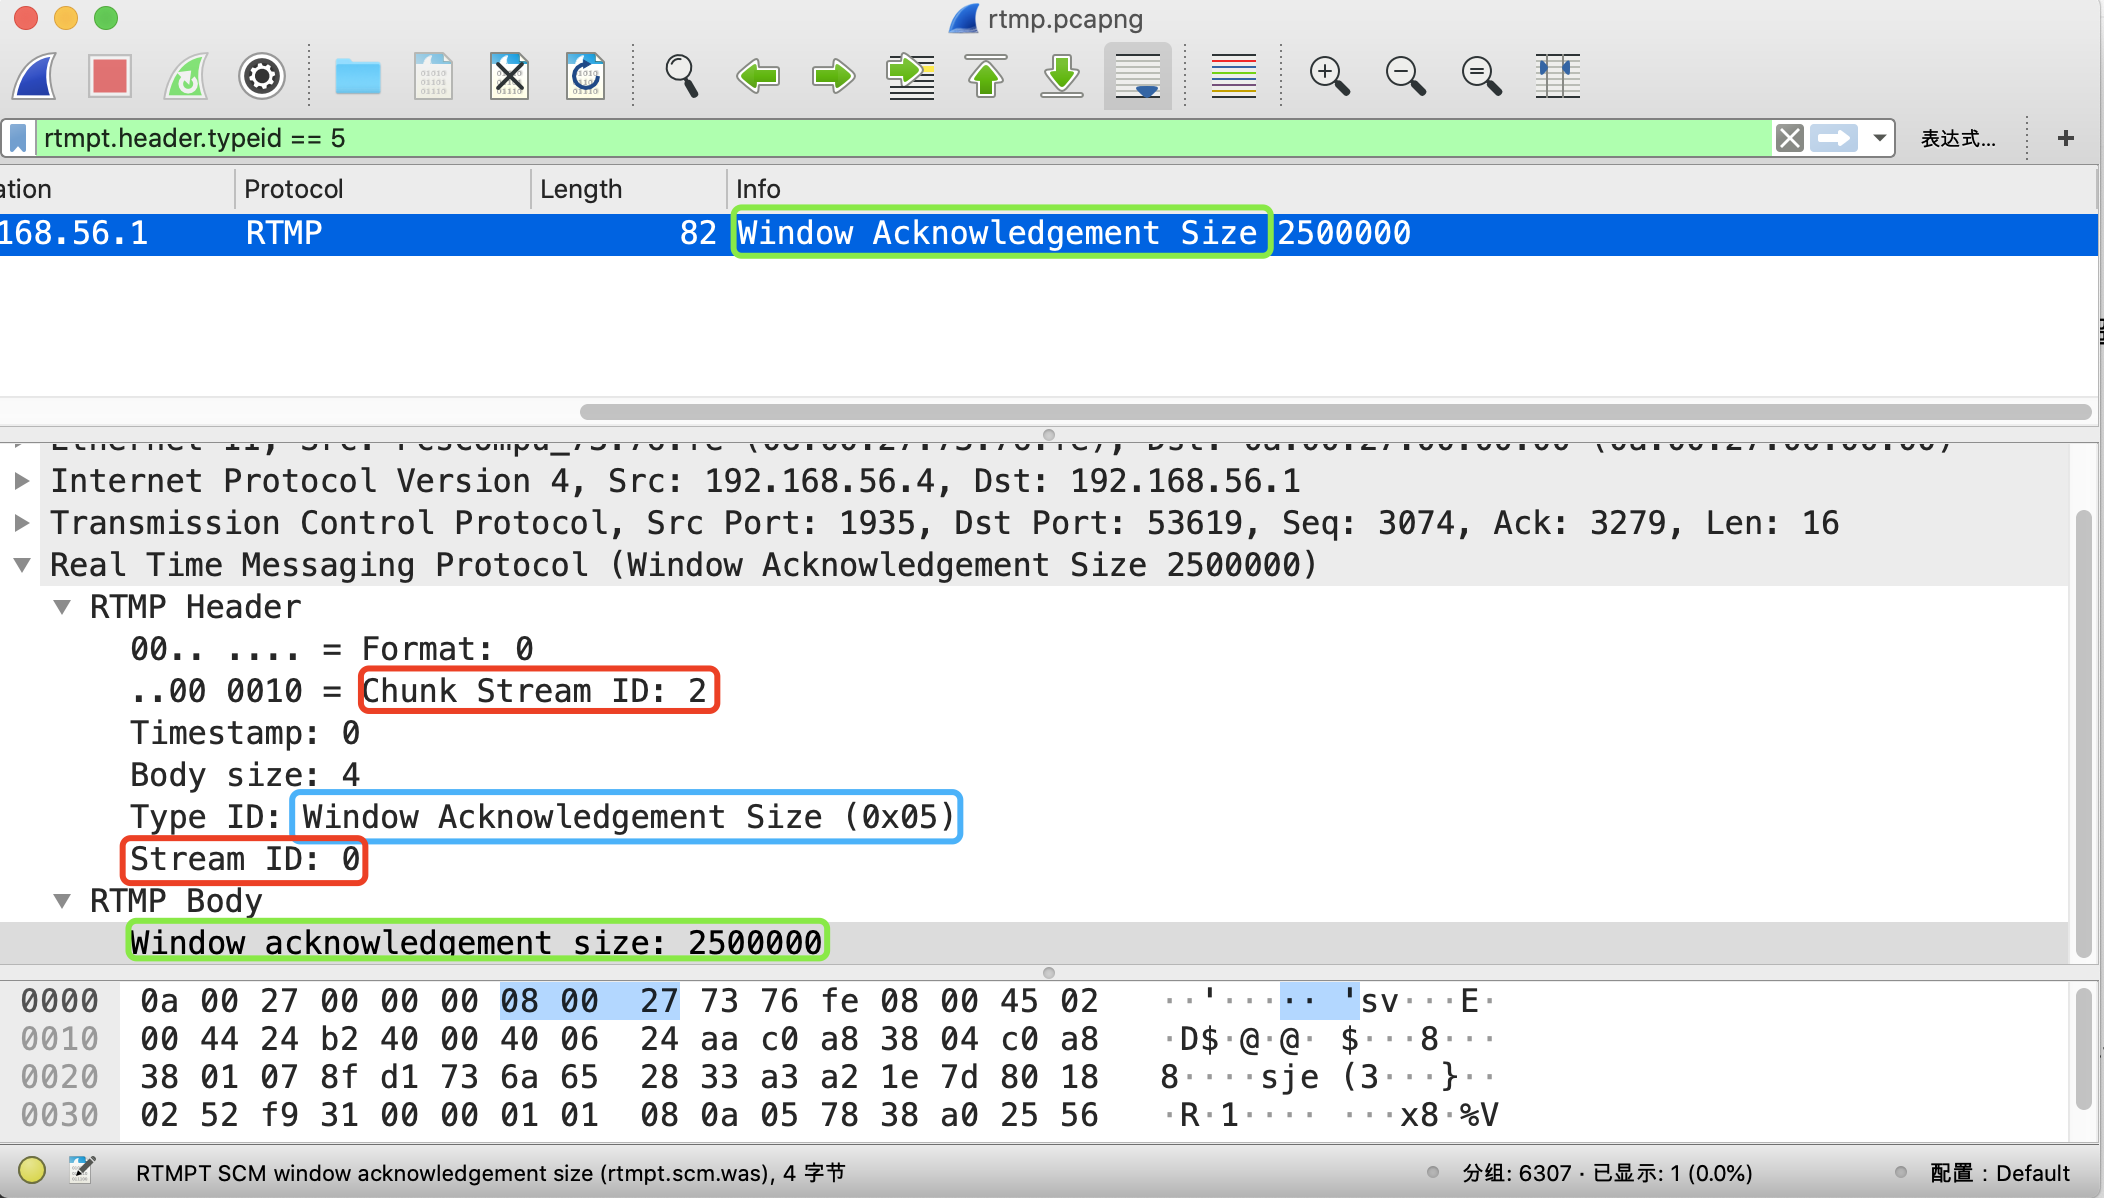 rtmp.pcapng
rtmpt.header.typeid == 5
表达式...
+
ation Protocol Length Info
168.56.1 RTMP 82 Window Acknowledgement Size 2500000
Internet Protocol Version 4, Src: 192.168.56.4, Dst: 192.168.56.1
Transmission Control Protocol, Src Port: 1935, Dst Port: 53619, Seq: 3074, Ack: 3279, Len: 16
Real Time Messaging Protocol (Window Acknowledgement Size 2500000)
RTMP Header
00.. .... = Format: 0
..00 0010 = Chunk Stream ID: 2
Timestamp: 0
Body size: 4
Type ID: Window Acknowledgement Size (0x05)
Stream ID: 0
RTMP Body
Window acknowledgement size: 2500000
0000 0a 00 27 00 00 00 08 00 27 73 76 fe 08 00 45 02 ··'·····'sv···E·
0010 00 44 24 b2 40 00 40 06 24 aa c0 a8 38 04 c0 a8 ·D$·@·@·$···8···
0020 38 01 07 8f d1 73 6a 65 28 33 a3 a2 1e 7d 80 18 8····sje(3···}··
0030 02 52 f9 31 00 00 01 01 08 0a 05 78 38 a0 25 56 ·R·1·······x8·%V
RTMPT SCM window acknowledgement size (rtmpt.scm.was), 4 字节
分组: 6307 · 已显示: 1 (0.0%)
配置：Default